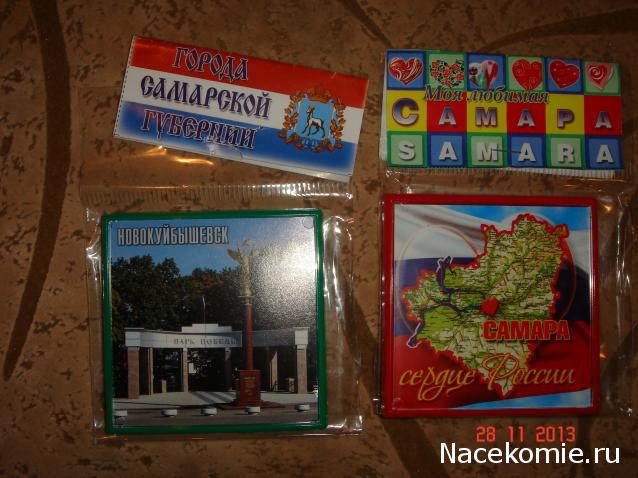 ГОРОДА
САМАРСКОЙ
ГУБЕРНИИ
Моя любимая
САМАРА
SAMARA
НОВОКУЙБЫШЕВСК
ПАРК ПОБЕДЫ
САМАРА
сердце России
28 11 2013
Nacekomie.ru